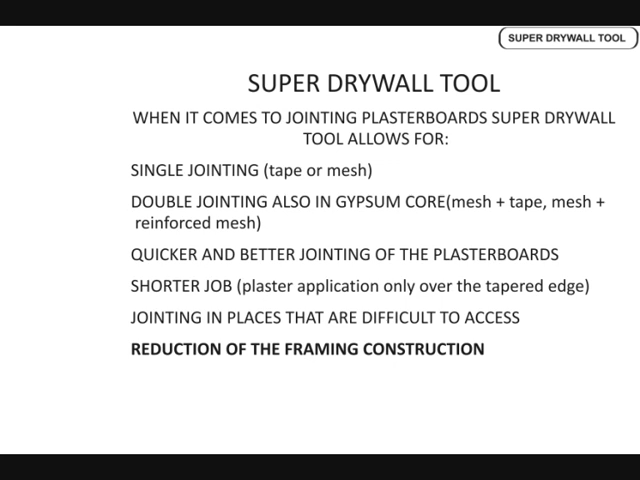 SUPER DRYWALL TOOL
SUPER DRYWALL TOOL
WHEN IT COMES TO JOINTING PLASTERBOARDS SUPER DRYWALL
TOOL ALLOWS FOR:
SINGLE JOINTING (tape or mesh)
DOUBLE JOINTING ALSO IN GYPSUM CORE(mesh + tape, mesh +
reinforced mesh)
QUICKER AND BETTER JOINTING OF THE PLASTERBOARDS
SHORTER JOB (plaster application only over the tapered edge)
JOINTING IN PLACES THAT ARE DIFFICULT TO ACCESS
REDUCTION OF THE FRAMING CONSTRUCTION